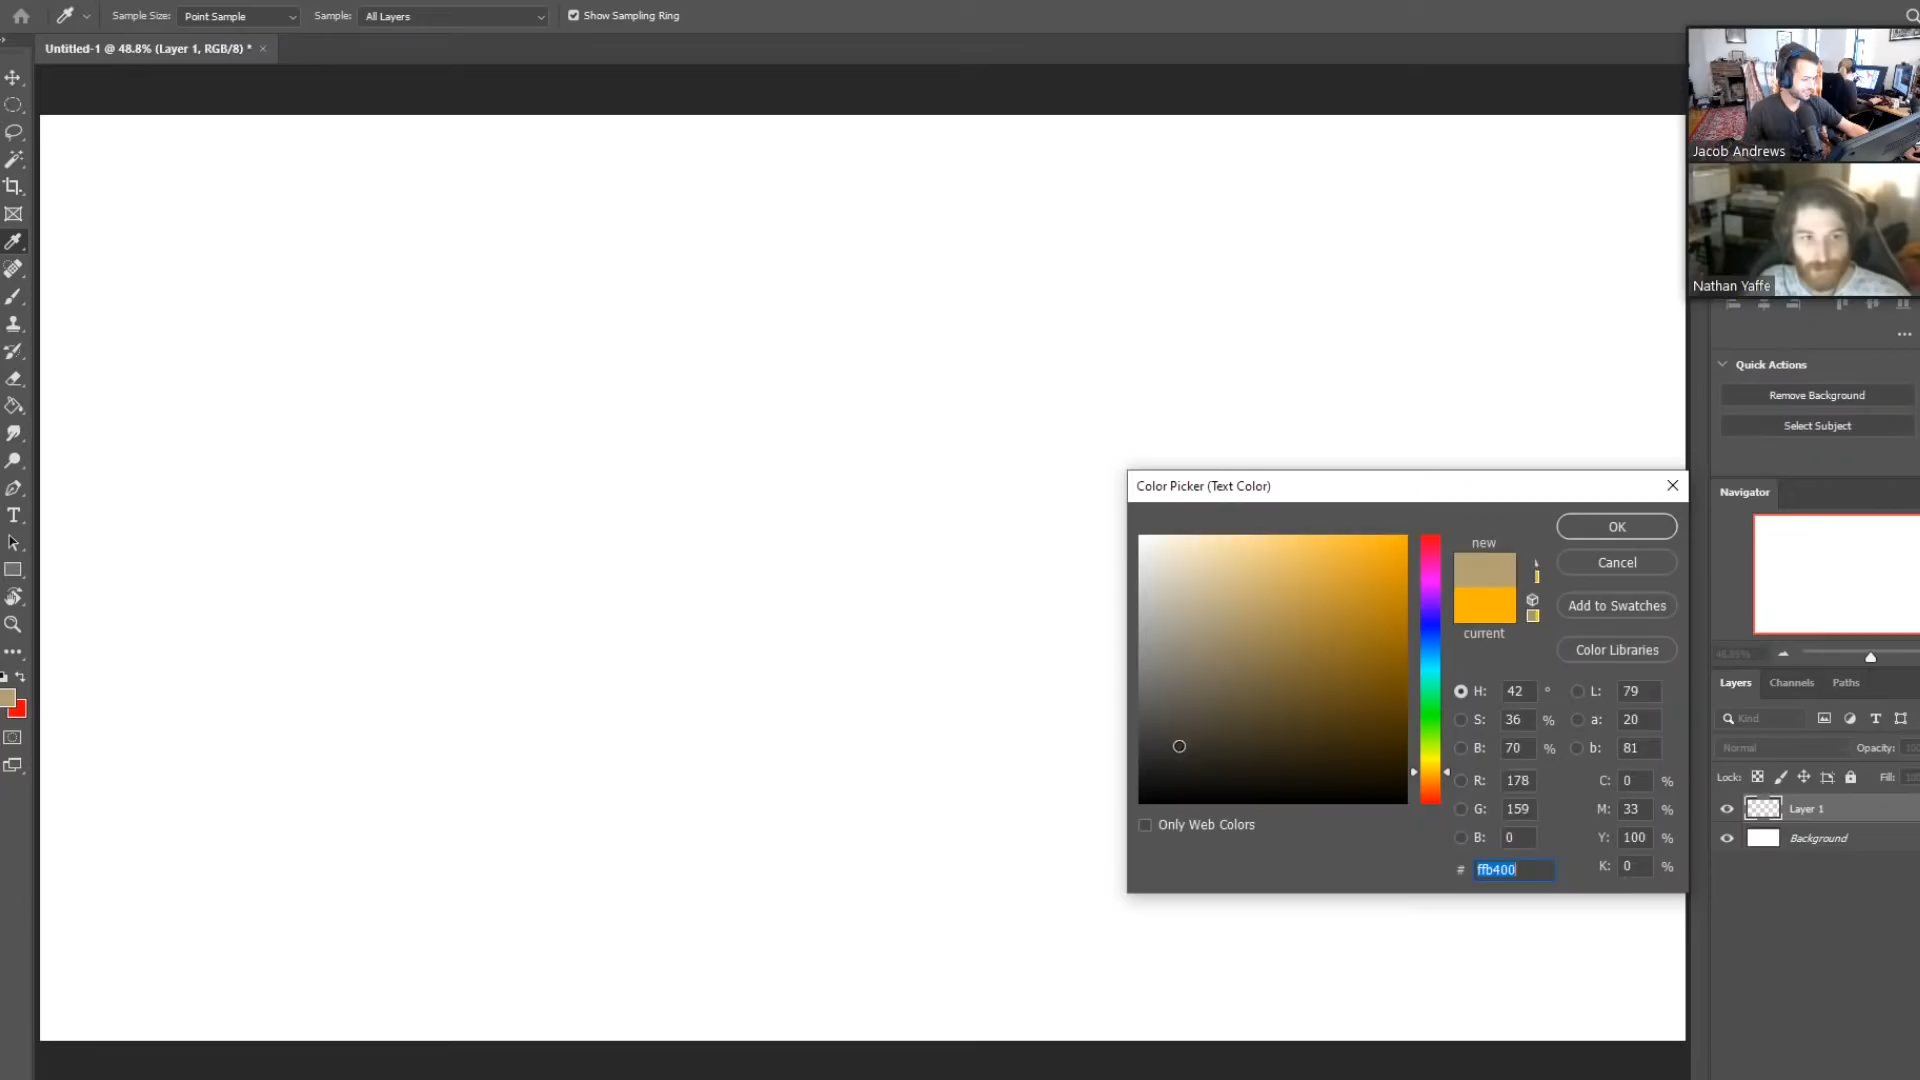 Sample Size: Point Sample Sample: All Layers Show Sampling Ring
Untitled-1 @ 48.8% (Layer 1, RGB/8) * ×
Jacob Andrews
Nathan Yaffe
Quick Actions
Remove Background
Select Subject
Color Picker (Text Color)
new
current
OK
Cancel
Add to Swatches
Color Libraries
H: 42 °
S: 36 %
B: 70 %
R: 178
G: 159
B: 0
# ffb400
L: 79
a: 20
b: 81
C: 0 %
M: 33 %
Y: 100 %
K: 0 %
Only Web Colors
Navigator
48.85%
Layers Channels Paths
Kind
Normal Opacity:
Lock: Fill:
Layer 1
Background